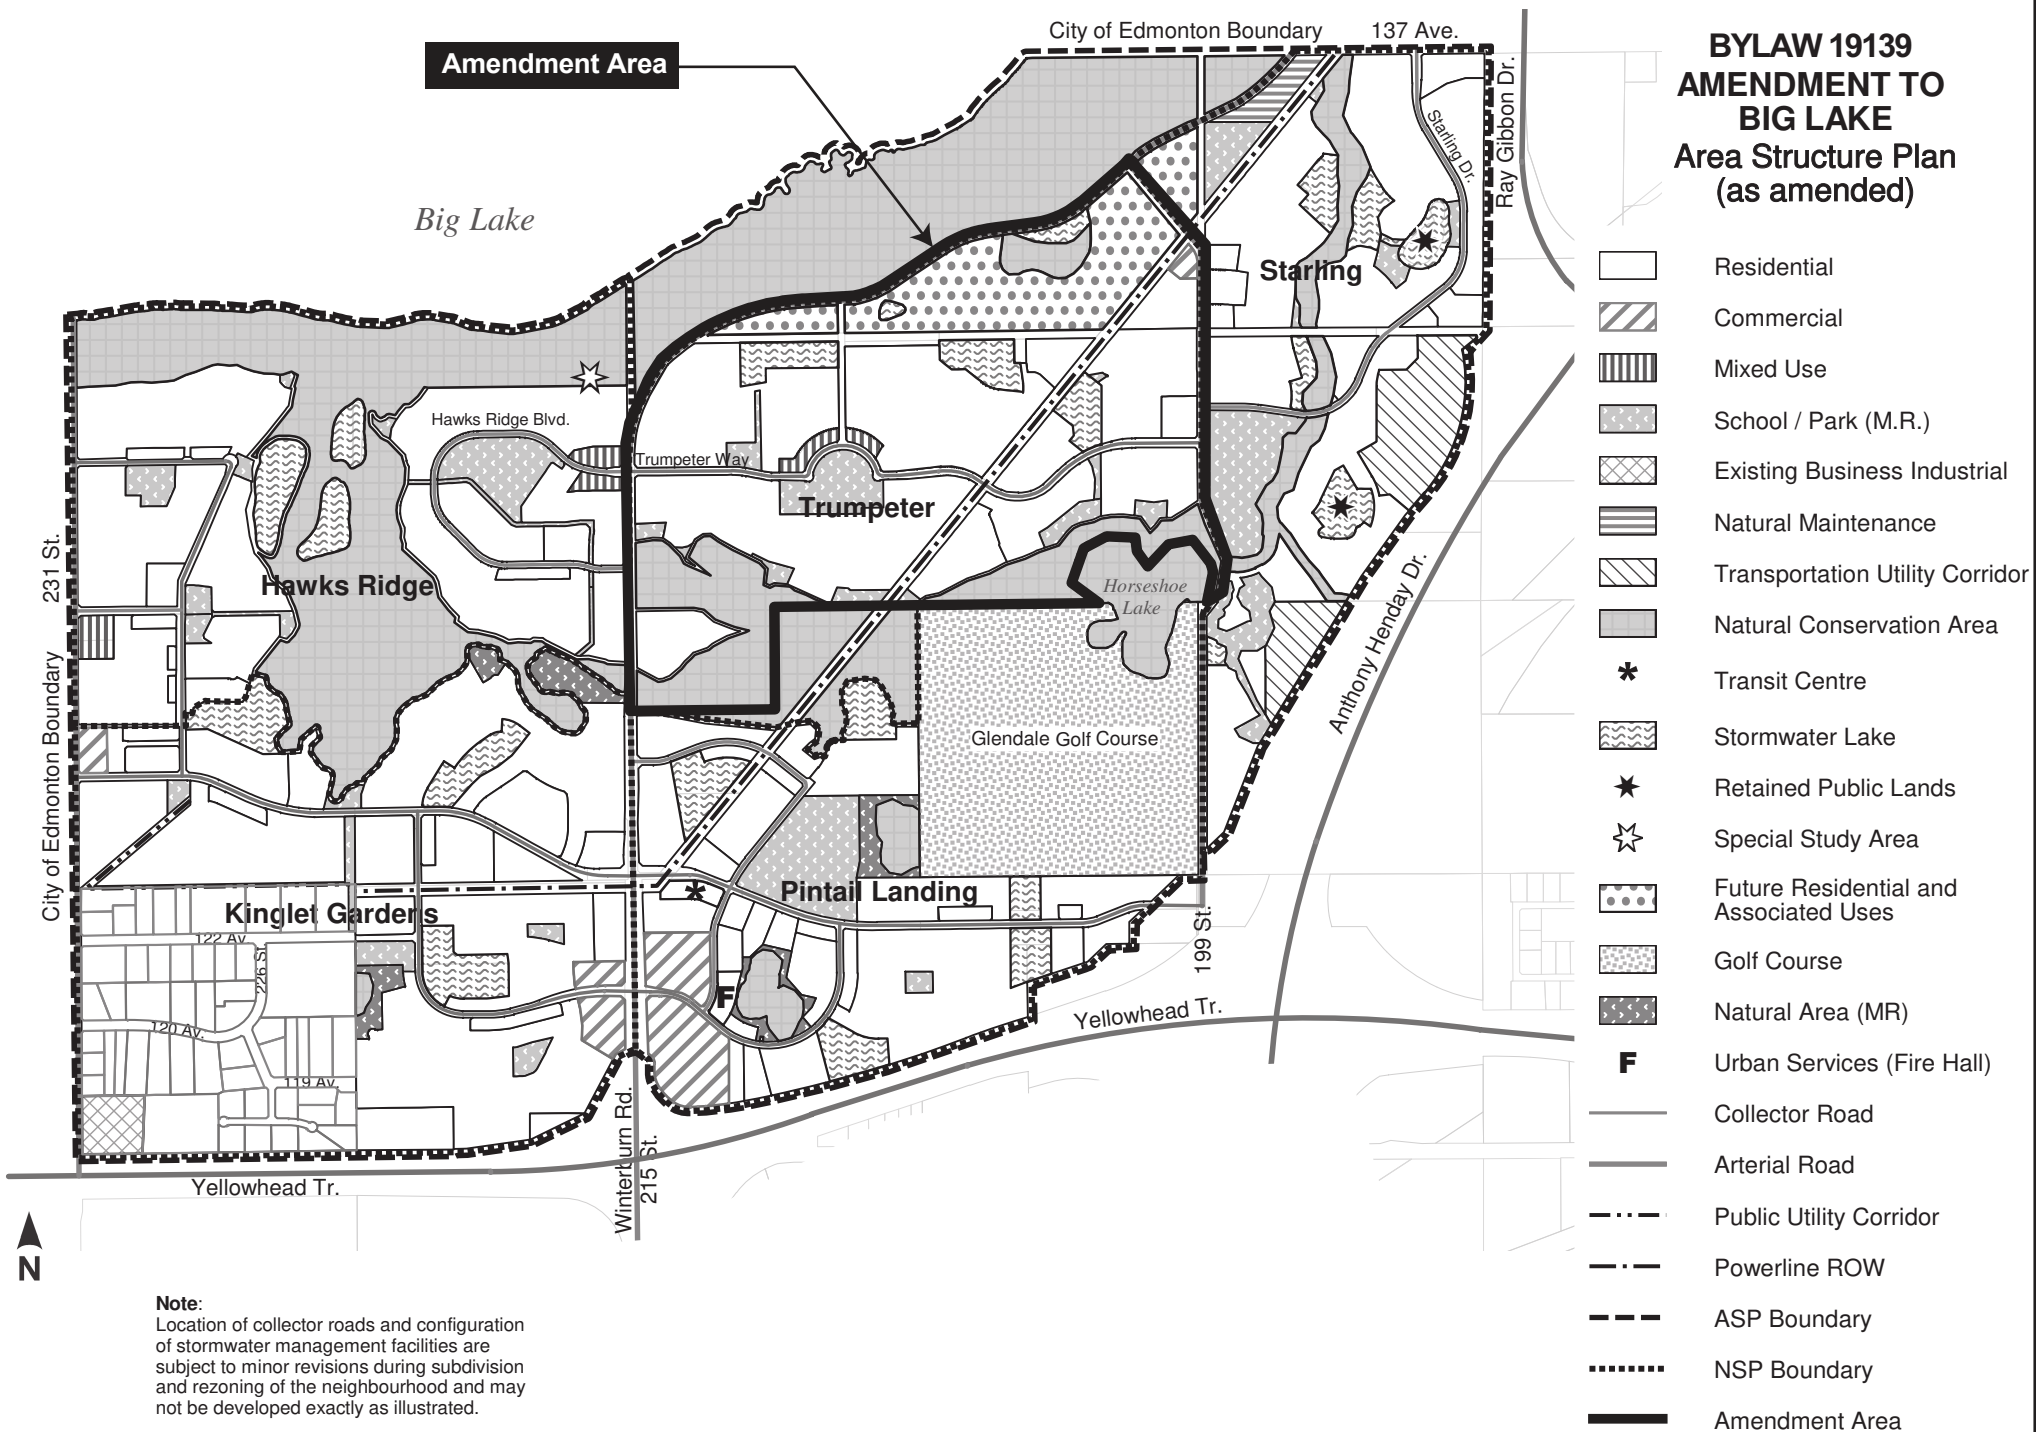 City of Edmonton Boundary
137 Ave.
Amendment Area
Ray Gibbon Dr.
Starling Dr.
Big Lake
Starling
Hawks Ridge Blvd.
Trumpeter Way
Trumpeter
231 St.
Hawks Ridge
Horseshoe
Lake
Anthony Henday Dr.
City of Edmonton Boundary
Glendale Golf Course
Pintail Landing
Kinglet Gardens
122 Av.
226 St.
199 St.
F
120 Av.
Yellowhead Tr.
119 Av.
Winterburn Rd.
215 St.
Yellowhead Tr.
N
Note:
Location of collector roads and configuration
of stormwater management facilities are
subject to minor revisions during subdivision
and rezoning of the neighbourhood and may
not be developed exactly as illustrated.
BYLAW 19139
AMENDMENT TO
BIG LAKE
Area Structure Plan
(as amended)
Residential
Commercial
Mixed Use
School / Park (M.R.)
Existing Business Industrial
Natural Maintenance
Transportation Utility Corridor
Natural Conservation Area
Transit Centre
Stormwater Lake
Retained Public Lands
Special Study Area
Future Residential and
Associated Uses
Golf Course
Natural Area (MR)
F Urban Services (Fire Hall)
Collector Road
Arterial Road
Public Utility Corridor
Powerline ROW
ASP Boundary
NSP Boundary
Amendment Area